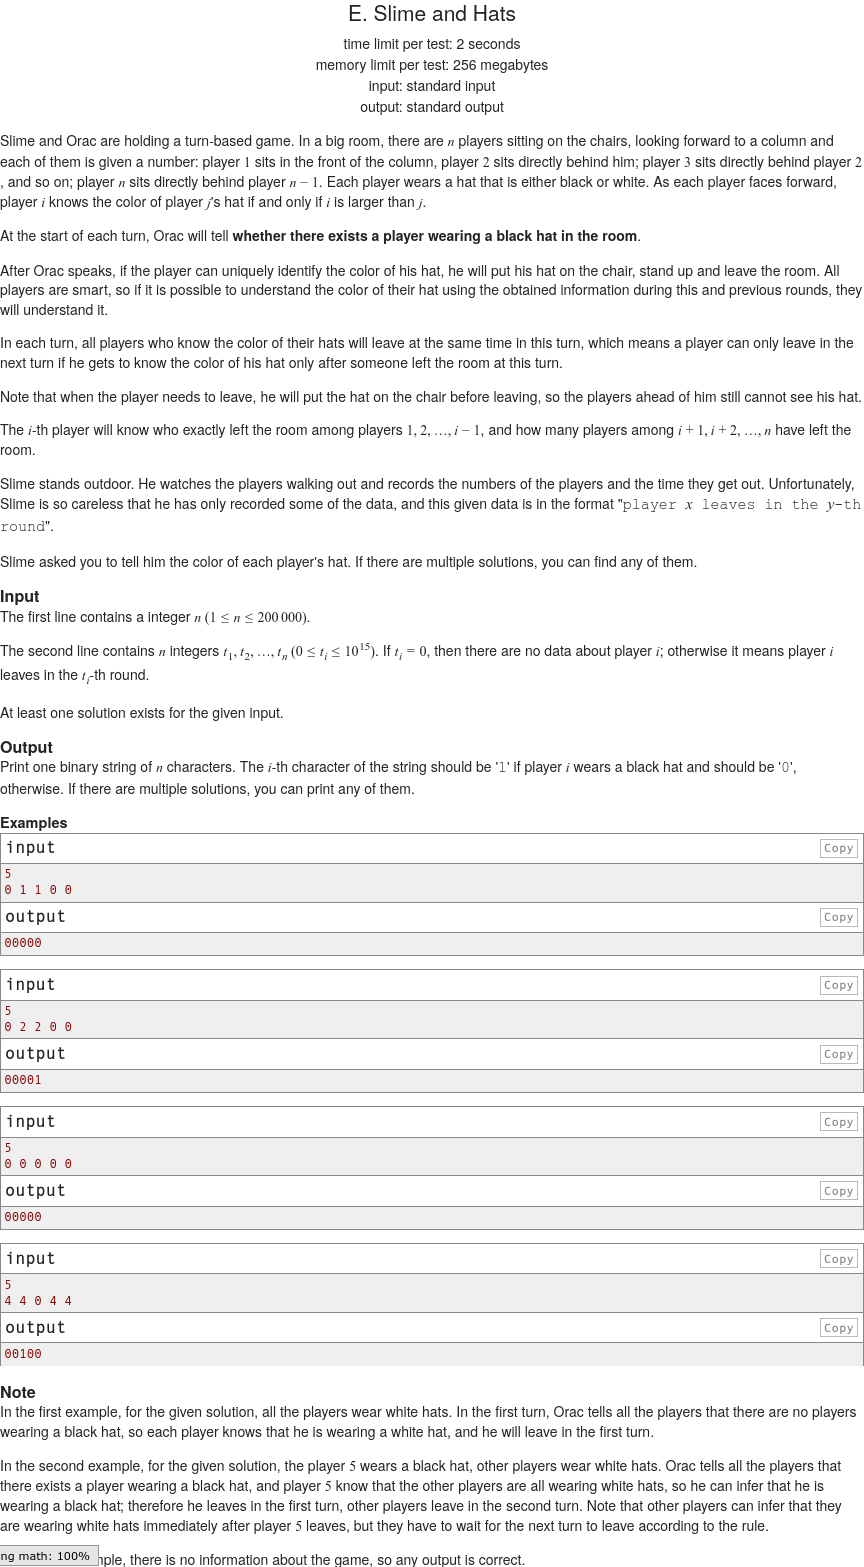 E. Slime and Hats
time limit per test: 2 seconds
memory limit per test: 256 megabytes
input: standard input
output: standard output
Slime and Orac are holding a turn-based game. In a big room, there are n players sitting on the chairs, looking forward to a column and
each of them is given a number: player 1 sits in the front of the column, player 2 sits directly behind him; player 3 sits directly behind player 2
, and so on; player n sits directly behind player n − 1. Each player wears a hat that is either black or white. As each player faces forward,
player i knows the color of player j's hat if and only if i is larger than j.
At the start of each turn, Orac will tell whether there exists a player wearing a black hat in the room.
After Orac speaks, if the player can uniquely identify the color of his hat, he will put his hat on the chair, stand up and leave the room. All
players are smart, so if it is possible to understand the color of their hat using the obtained information during this and previous rounds, they
will understand it.
In each turn, all players who know the color of their hats will leave at the same time in this turn, which means a player can only leave in the
next turn if he gets to know the color of his hat only after someone left the room at this turn.
Note that when the player needs to leave, he will put the hat on the chair before leaving, so the players ahead of him still cannot see his hat.
The i-th player will know who exactly left the room among players 1, 2, …, i − 1, and how many players among i + 1, i + 2, …, n have left the
room.
Slime stands outdoor. He watches the players walking out and records the numbers of the players and the time they get out. Unfortunately,
Slime is so careless that he has only recorded some of the data, and this given data is in the format "player x leaves in the y-th
round".
Slime asked you to tell him the color of each player's hat. If there are multiple solutions, you can find any of them.
Input
The first line contains a integer n (1 ≤ n ≤ 200 000).
The second line contains n integers t1, t2, …, tn (0 ≤ ti ≤ 10^15). If ti = 0, then there are no data about player i; otherwise it means player i
leaves in the ti-th round.
At least one solution exists for the given input.
Output
Print one binary string of n characters. The i-th character of the string should be '1' if player i wears a black hat and should be '0',
otherwise. If there are multiple solutions, you can print any of them.
Examples
input Copy
5
0 1 1 0 0
output Copy
00000
input Copy
5
0 2 2 0 0
output Copy
00001
input Copy
5
0 0 0 0 0
output Copy
00000
input Copy
5
4 4 0 4 4
output Copy
00100
Note
In the first example, for the given solution, all the players wear white hats. In the first turn, Orac tells all the players that there are no players
wearing a black hat, so each player knows that he is wearing a white hat, and he will leave in the first turn.
In the second example, for the given solution, the player 5 wears a black hat, other players wear white hats. Orac tells all the players that
there exists a player wearing a black hat, and player 5 know that the other players are all wearing white hats, so he can infer that he is
wearing a black hat; therefore he leaves in the first turn, other players leave in the second turn. Note that other players can infer that they
are wearing white hats immediately after player 5 leaves, but they have to wait for the next turn to leave according to the rule.
ng math: 100% nple, there is no information about the game, so any output is correct.